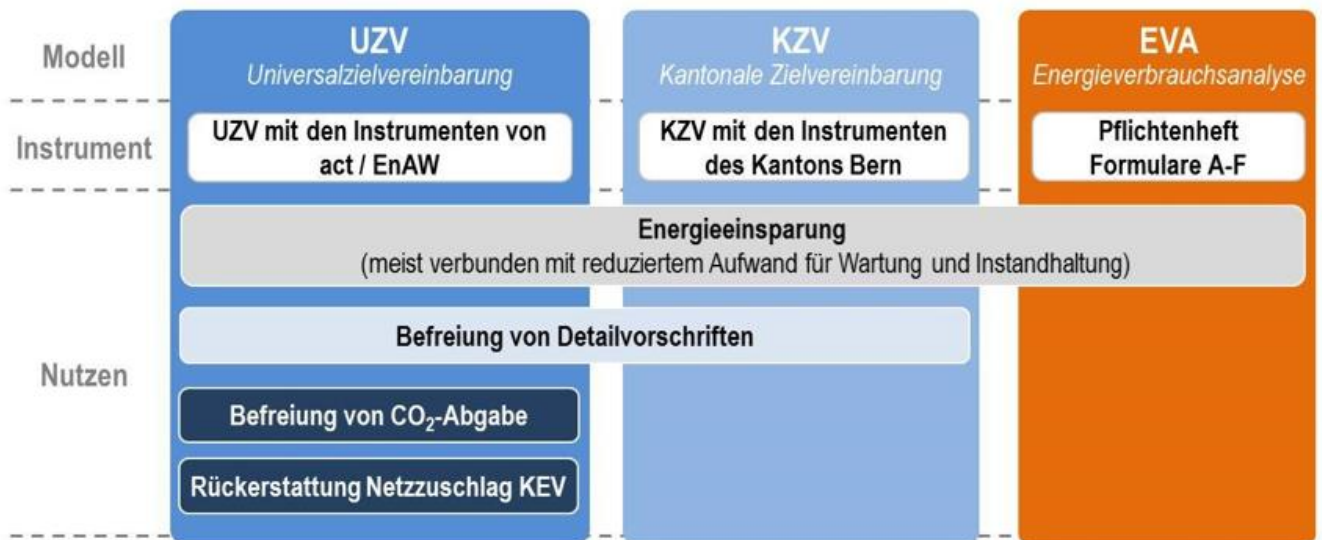 Modell
UZV
Universalzielvereinbarung
KZV
Kantonale Zielvereinbarung
EVA
Energieverbrauchsanalyse
Instrument
UZV mit den Instrumenten von
act / EnAW
KZV mit den Instrumenten
des Kantons Bern
Pflichtenheft
Formulare A-F
Nutzen
Energieeinsparung
(meist verbunden mit reduziertem Aufwand für Wartung und Instandhaltung)
Befreiung von Detailvorschriften
Befreiung von CO₂-Abgabe
Rückerstattung Netzzuschlag KEV